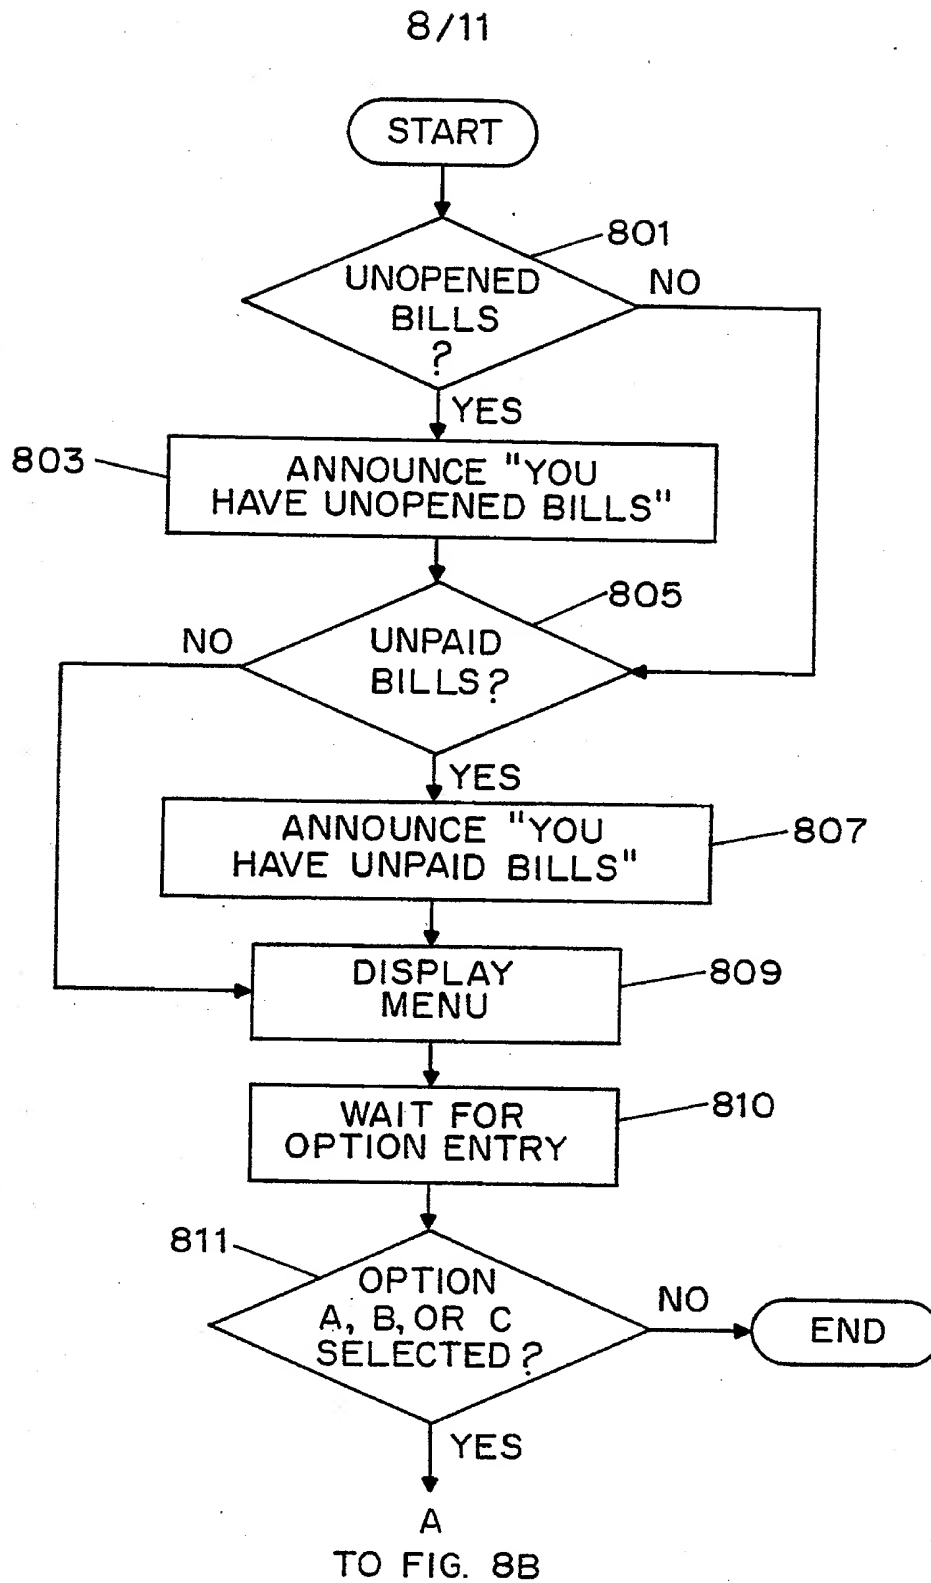 8/11
START
801
UNOPENED
BILLS
?
NO
YES
803
ANNOUNCE "YOU
HAVE UNOPENED BILLS"
805
NO
UNPAID
BILLS?
YES
ANNOUNCE "YOU
HAVE UNPAID BILLS"
807
DISPLAY
MENU
809
WAIT FOR
OPTION ENTRY
810
811
OPTION
A, B, OR C
SELECTED?
NO
END
YES
A
TO FIG. 8B